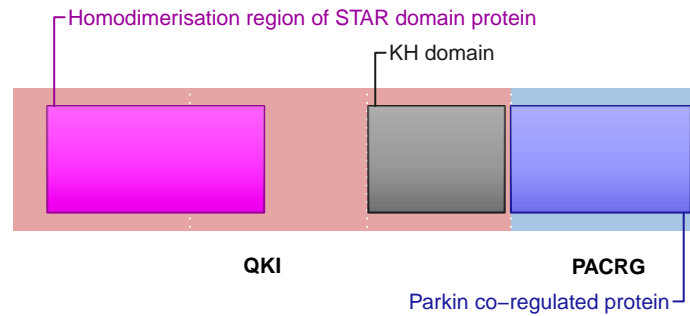 Homodimerisation region of STAR domain protein
KH domain
QKI
PACRG
Parkin co−regulated protein